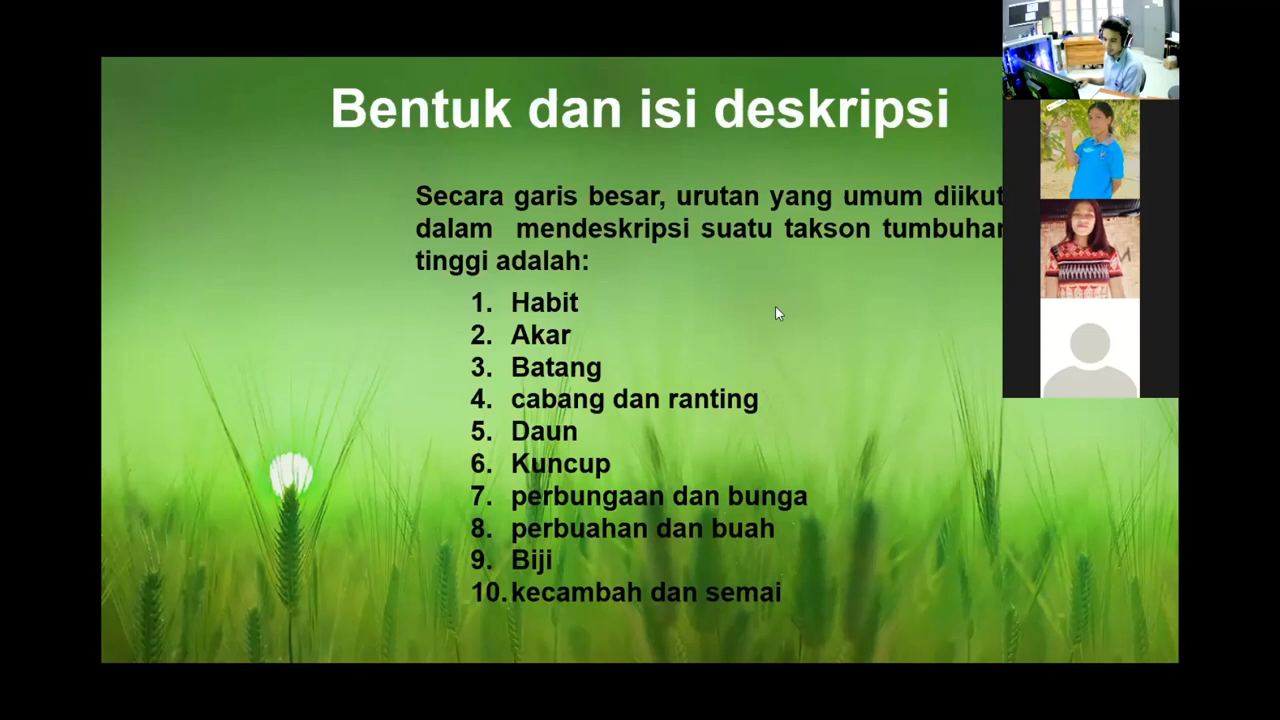 Bentuk dan isi deskripsi
Secara garis besar, urutan yang umum
dalam mendeskripsi suatu takson
tinggi adalah:
1. Habit
2. Akar
3. Batang
4. cabang dan ranting
5. Daun
6. Kuncup
7. perbungaan dan bunga
8. perbuahan dan buah
9. Biji
10. kecambah dan semai